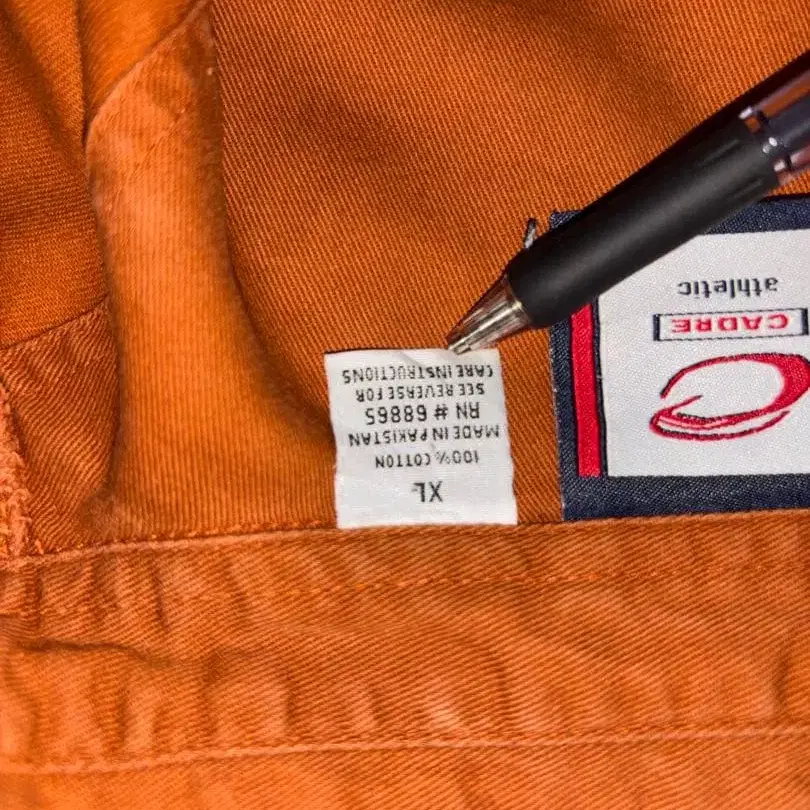 XL
100% COTTON
MADE IN PAKISTAN
RN # 68865
SEE REVERSE FOR
CARE INSTRUCTIONS
CADRE
athletic